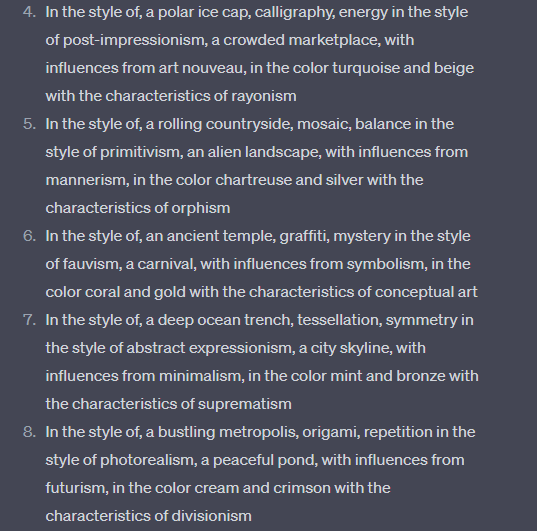 4. In the style of, a polar ice cap, calligraphy, energy in the style
of post-impressionism, a crowded marketplace, with
influences from art nouveau, in the color turquoise and beige
with the characteristics of rayonism
5. In the style of, a rolling countryside, mosaic, balance in the
style of primitivism, an alien landscape, with influences from
mannerism, in the color chartreuse and silver with the
characteristics of orphism
6. In the style of, an ancient temple, graffiti, mystery in the style
of fauvism, a carnival, with influences from symbolism, in the
color coral and gold with the characteristics of conceptual art
7. In the style of, a deep ocean trench, tessellation, symmetry in
the style of abstract expressionism, a city skyline, with
influences from minimalism, in the color mint and bronze with
the characteristics of suprematism
8. In the style of, a bustling metropolis, origami, repetition in the
style of photorealism, a peaceful pond, with influences from
futurism, in the color cream and crimson with the
characteristics of divisionism